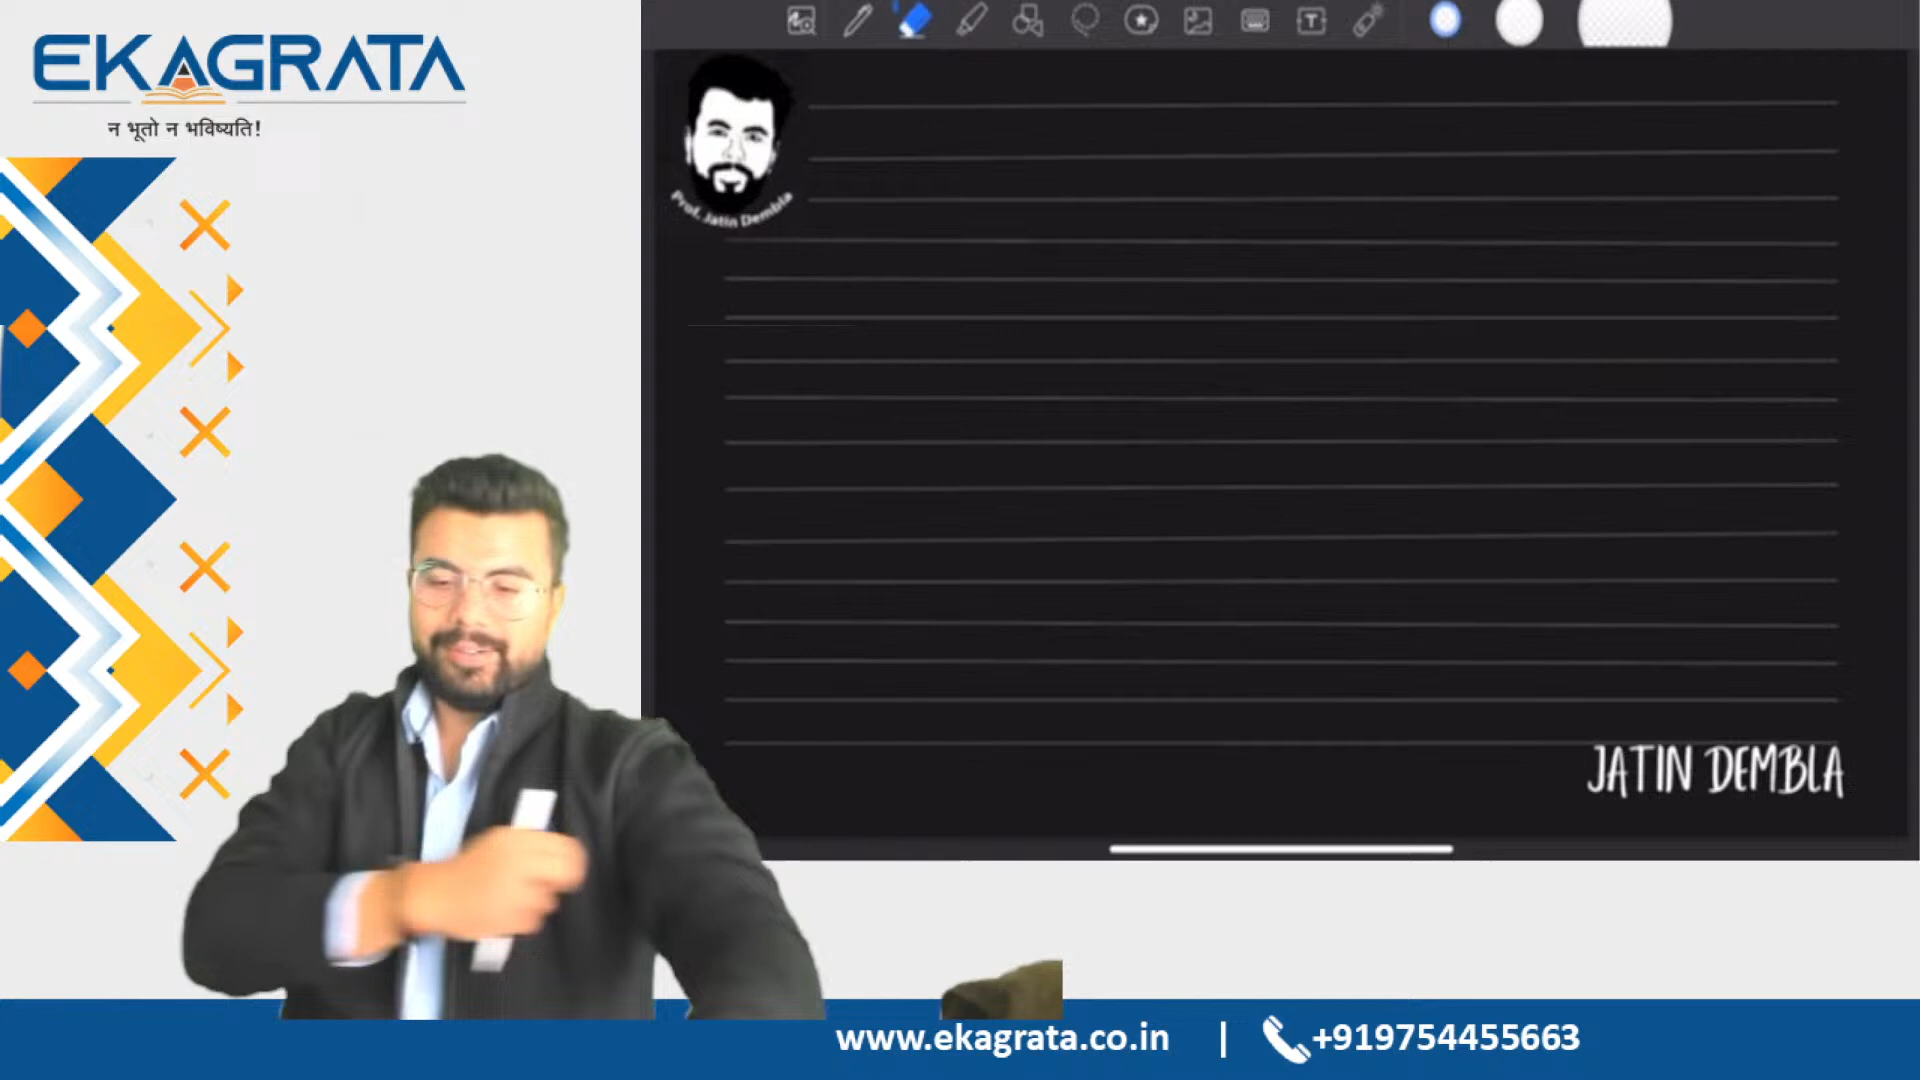 EKAGRATA
न भूतो न भविष्यति!
Prof. Jatin Dembla
JATIN DEMBLA
www.ekagrata.co.in | +919754455663